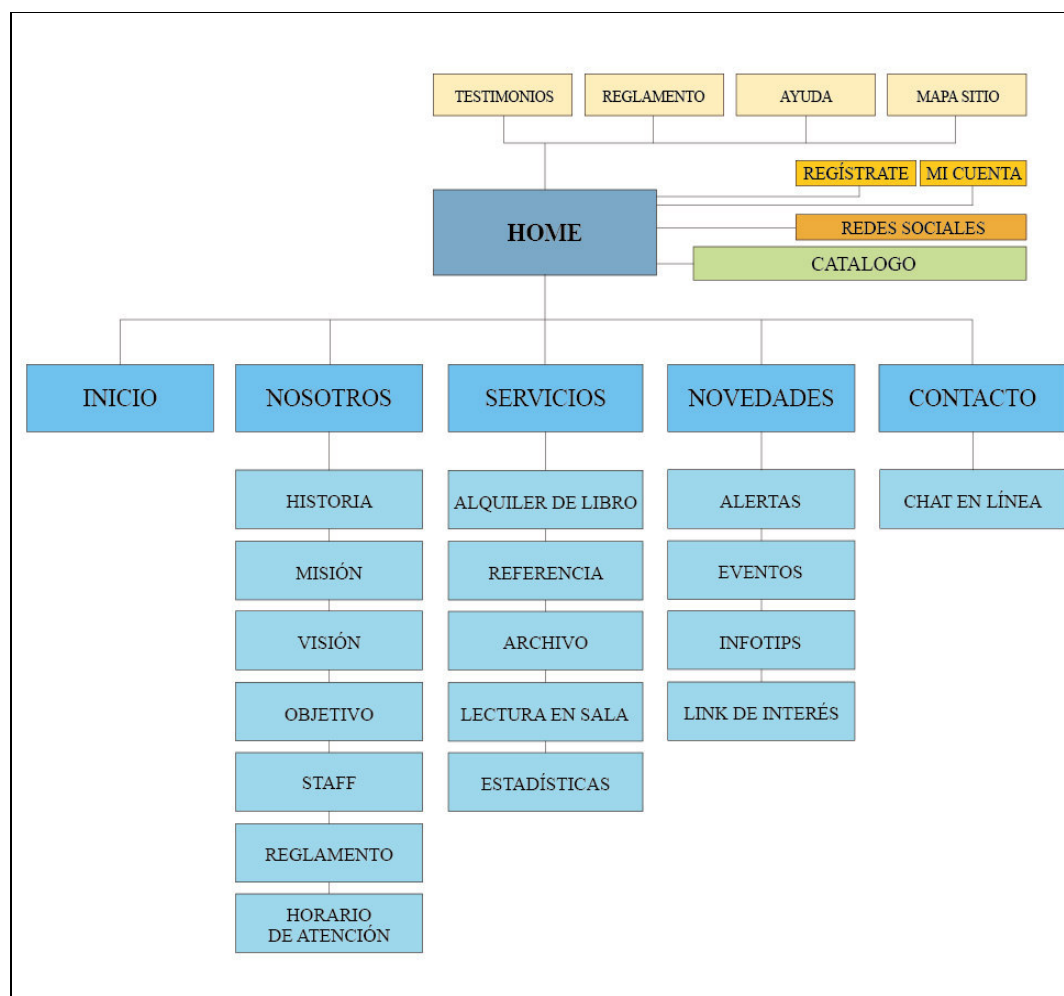 TESTIMONIOS
REGLAMENTO
AYUDA
MAPA SITIO
REGÍSTRATE
MI CUENTA
HOME
REDES SOCIALES
CATALOGO
INICIO
NOSOTROS
SERVICIOS
NOVEDADES
CONTACTO
HISTORIA
MISIÓN
VISIÓN
OBJETIVO
STAFF
REGLAMENTO
HORARIO
DE ATENCIÓN
ALQUILER DE LIBRO
REFERENCIA
ARCHIVO
LECTURA EN SALA
ESTADÍSTICAS
ALERTAS
EVENTOS
INFOTIPS
LINK DE INTERÉS
CHAT EN LÍNEA